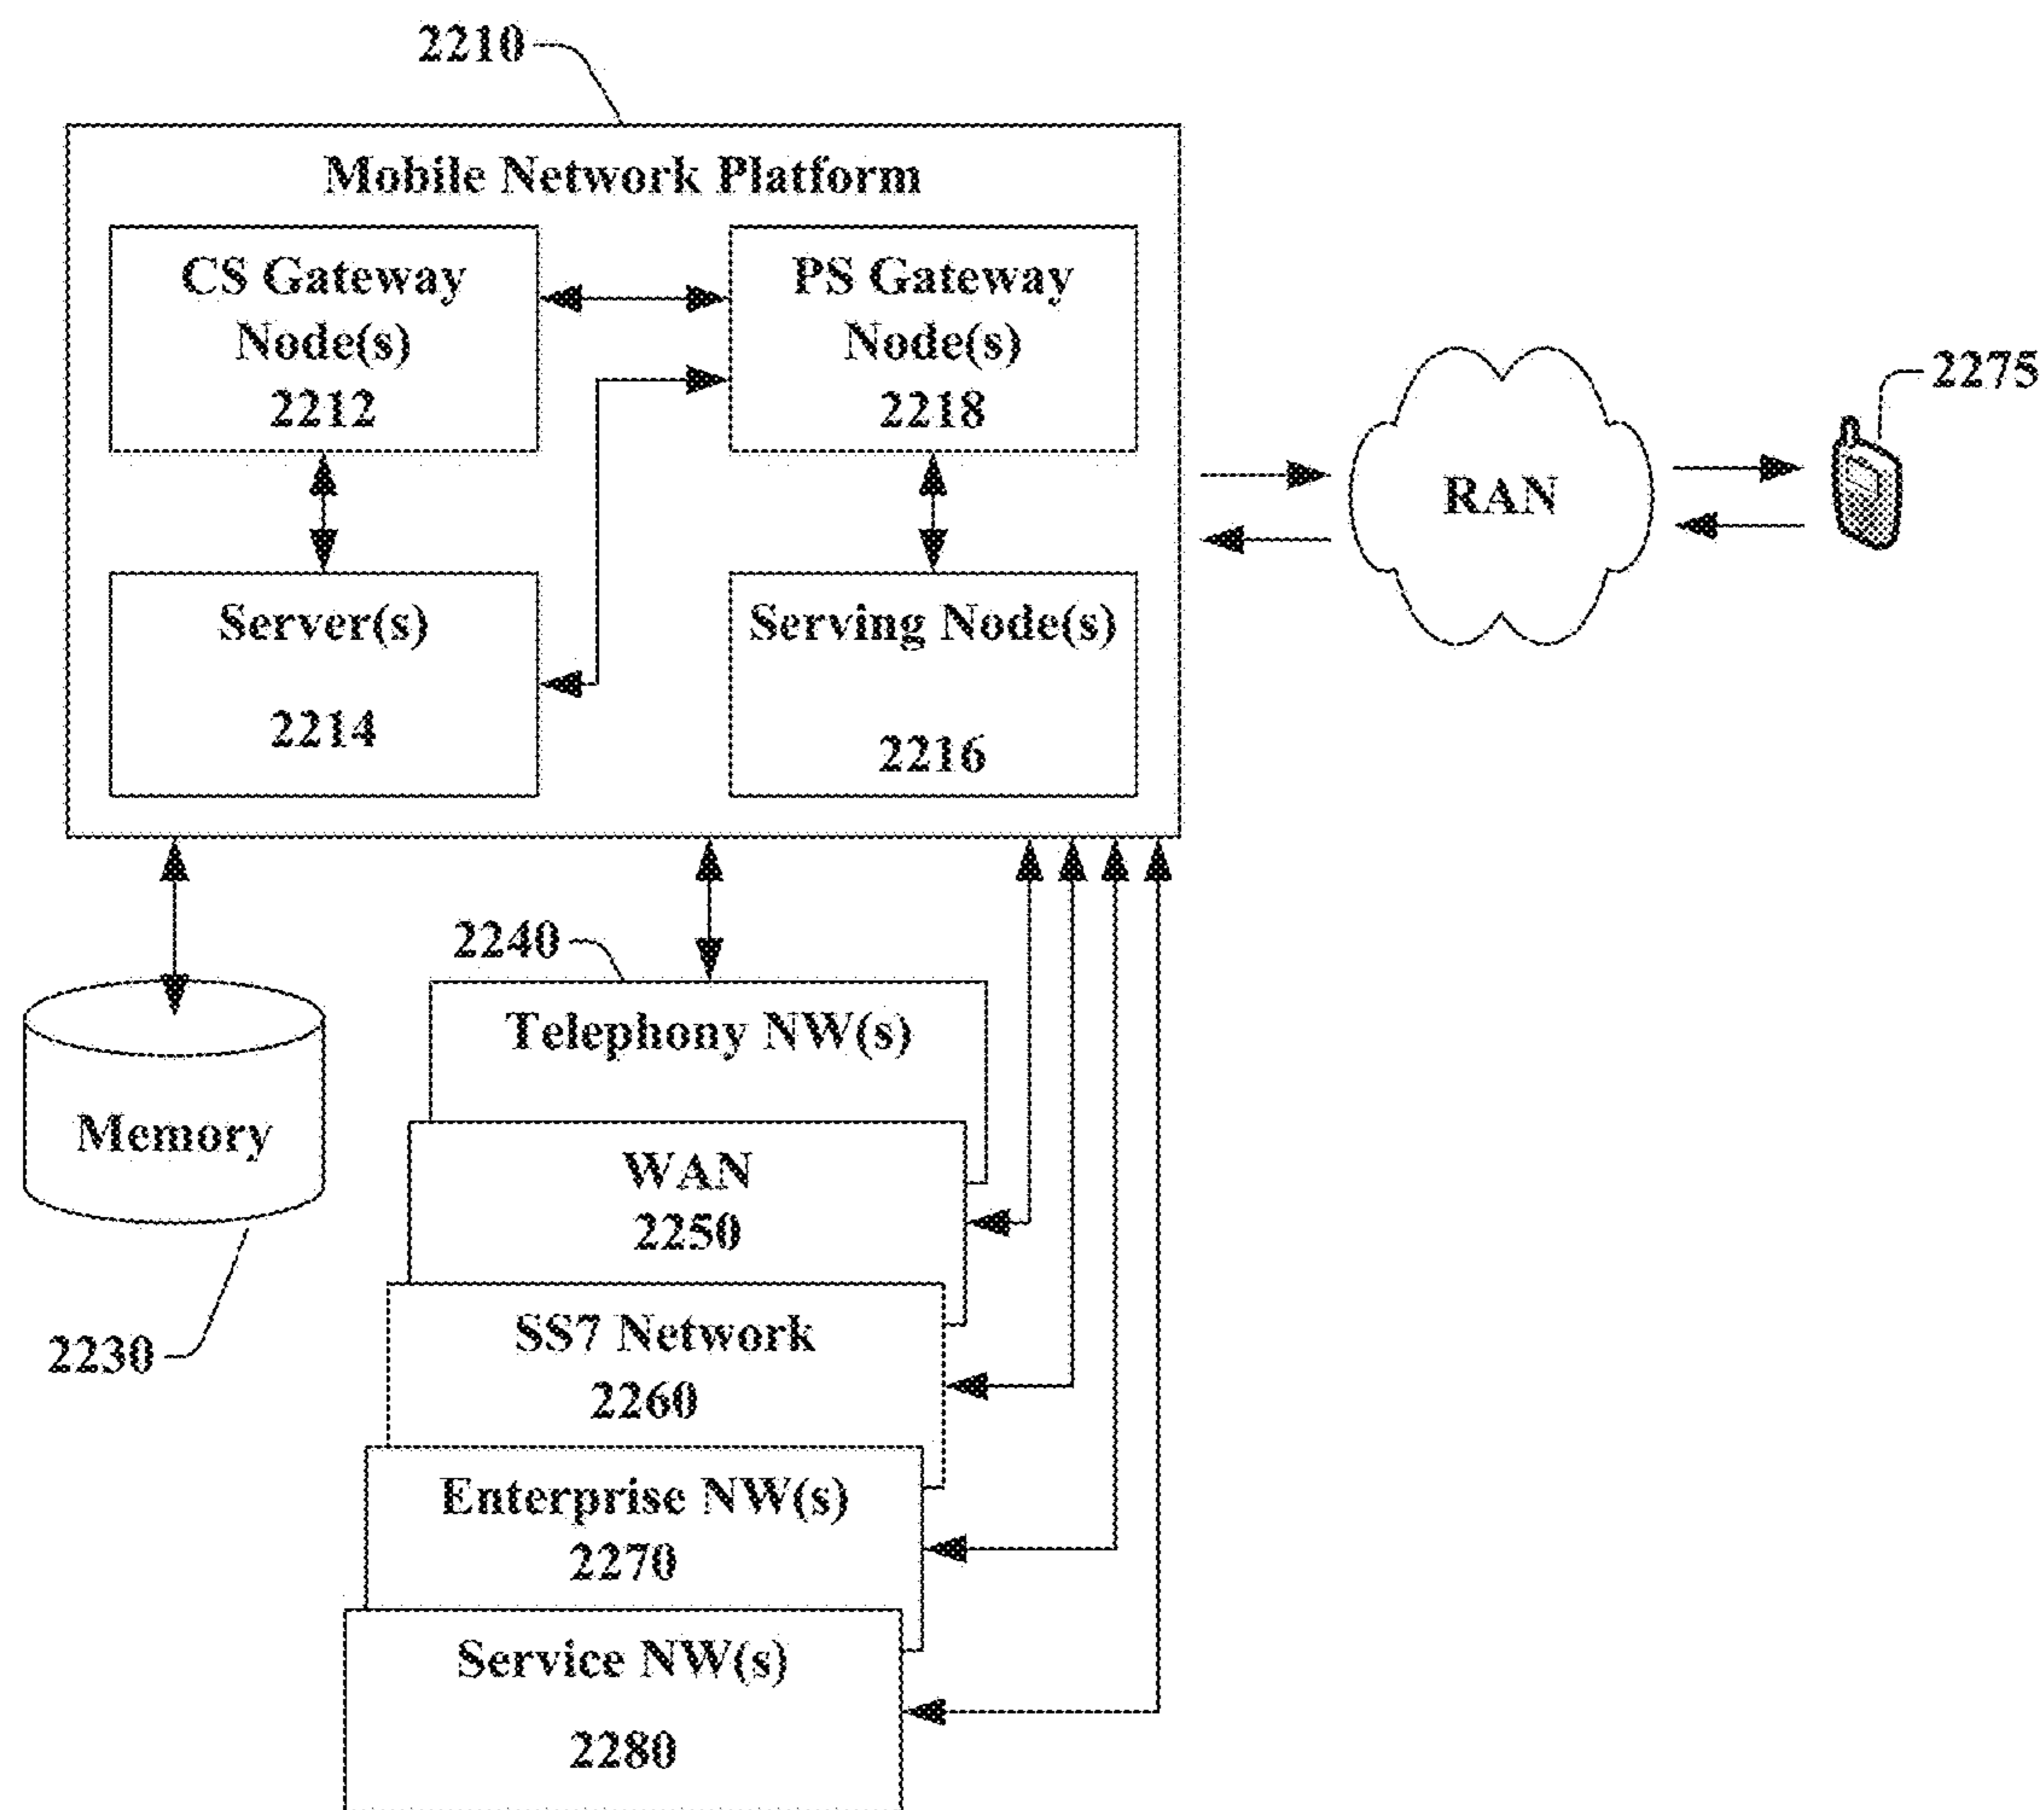 2210
Mobile Network Platform
CS Gateway
Node(s)
2212
PS Gateway
Node(s)
2218
Server(s)
2214
Serving Node(s)
2216
RAN
2275
2240
Telephony NW(s)
Memory
2230
WAN
2250
SS7 Network
2260
Enterprise NW(s)
2270
Service NW(s)
2280